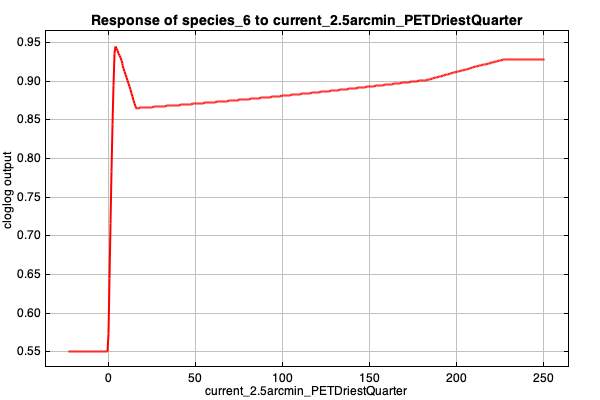 Response of species_6 to current_2.5arcmin_PETDriestQuarter
cloglog output
0.95
0.90
0.85
0.80
0.75
0.70
0.65
0.60
0.55
0 50 100 150 200 250
current_2.5arcmin_PETDriestQuarter